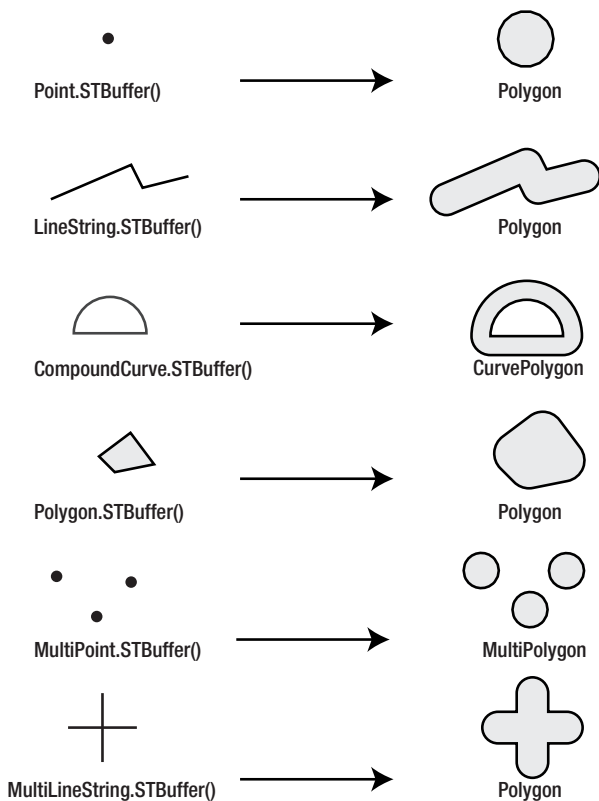 Point.STBuffer()
Polygon
LineString.STBuffer()
Polygon
CompoundCurve.STBuffer()
CurvePolygon
Polygon.STBuffer()
Polygon
MultiPoint.STBuffer()
MultiPolygon
MultiLineString.STBuffer()
Polygon